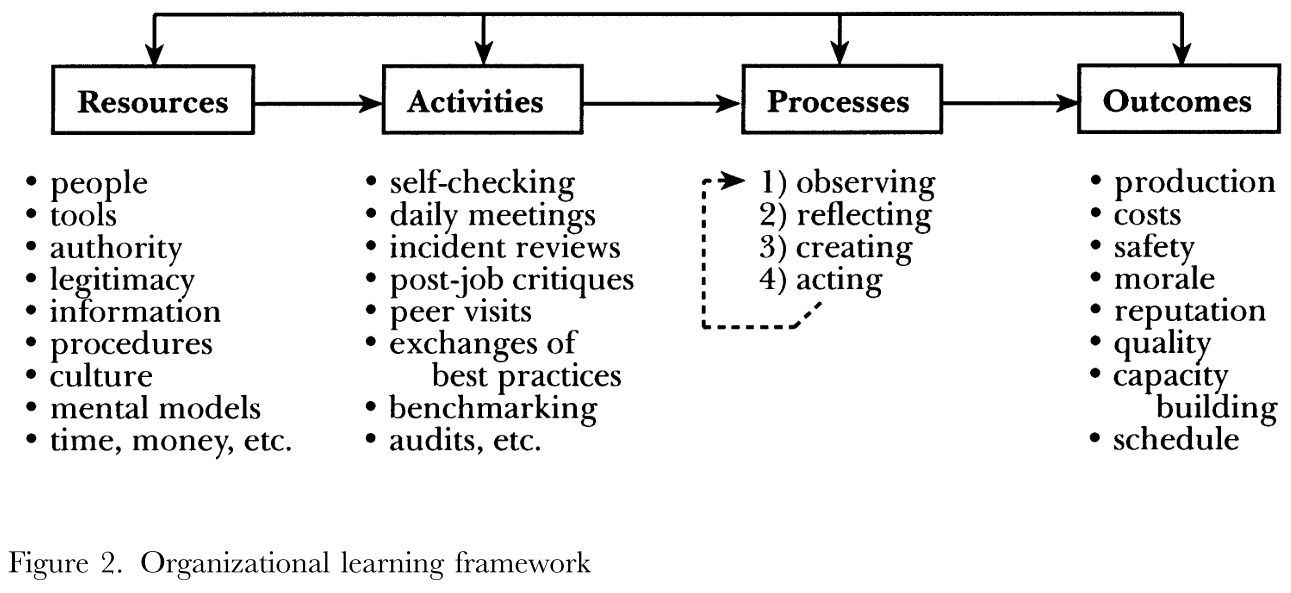 Resources
Activities
Processes
Outcomes
• people
• tools
• authority
• legitimacy
• information
• procedures
• culture
• mental models
• time, money, etc.
• self-checking
• daily meetings
• incident reviews
• post-job critiques
• peer visits
• exchanges of
best practices
• benchmarking
• audits, etc.
1) observing
2) reflecting
3) creating
4) acting
• production
• costs
• safety
• morale
• reputation
• quality
• capacity
building
• schedule
Figure 2. Organizational learning framework